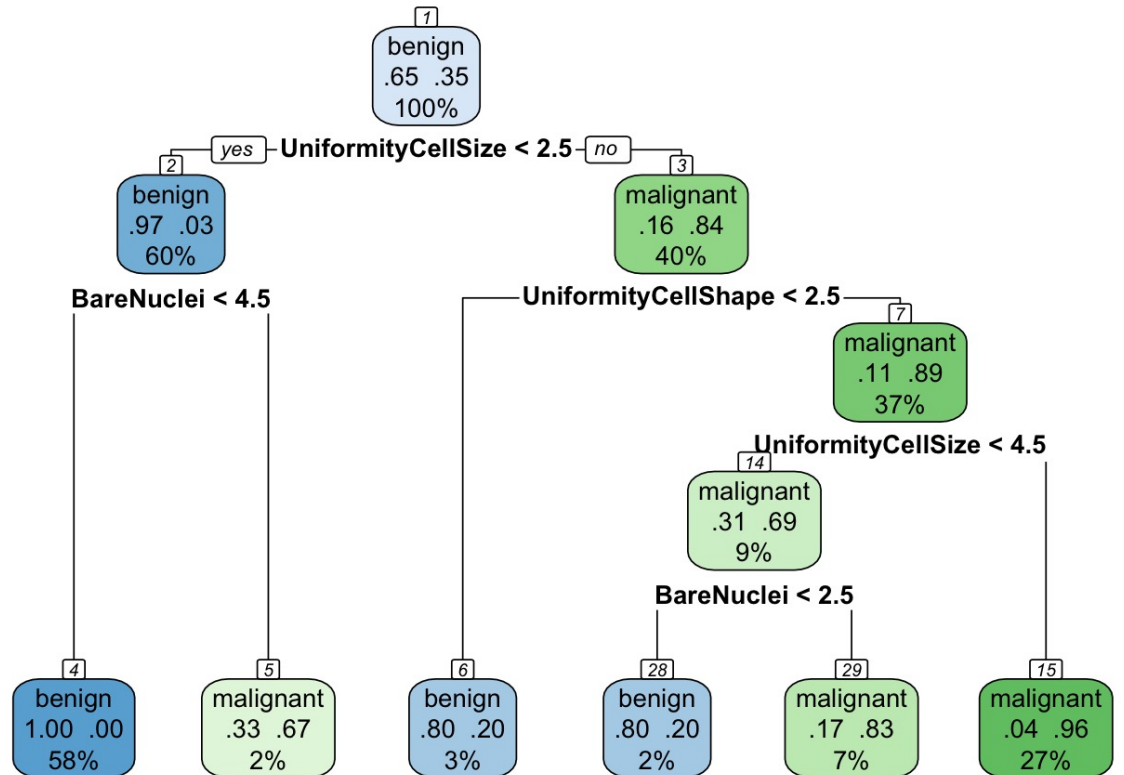 1
benign
.65 .35
100%
yes UniformityCellSize < 2.5 no
2
benign
.97 .03
60%
3
malignant
.16 .84
40%
BareNuclei < 4.5
UniformityCellShape < 2.5
7
malignant
.11 .89
37%
UniformityCellSize < 4.5
14
malignant
.31 .69
9%
BareNuclei < 2.5
4
benign
1.00 .00
58%
5
malignant
.33 .67
2%
6
benign
.80 .20
3%
28
benign
.80 .20
2%
29
malignant
.17 .83
7%
15
malignant
.04 .96
27%